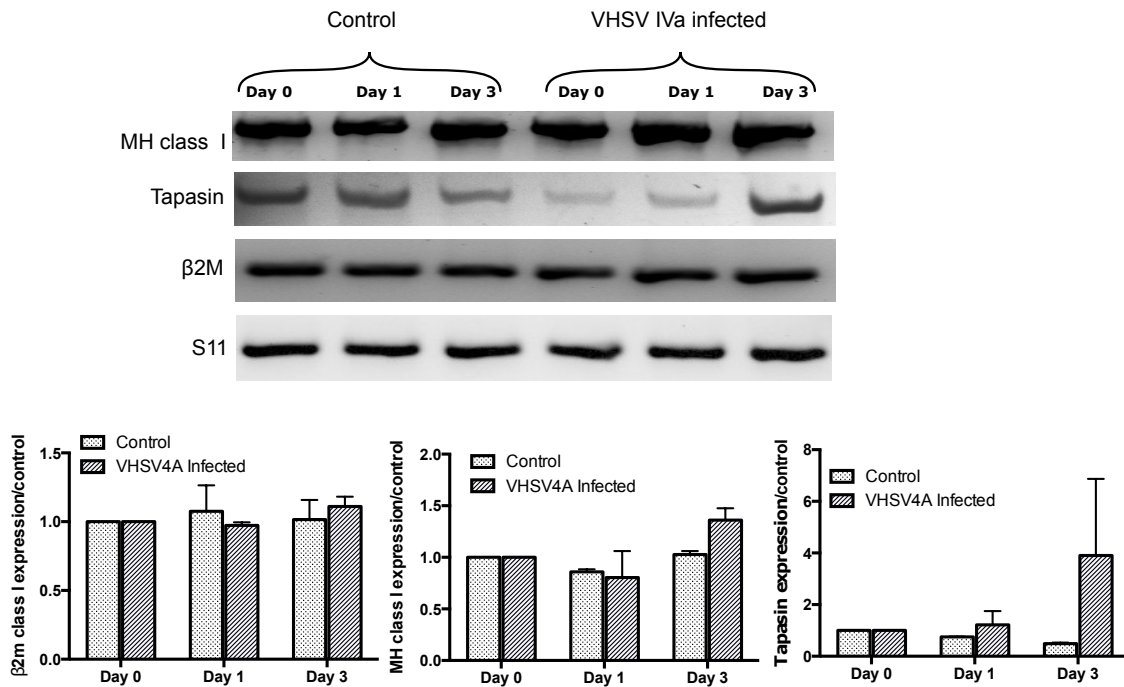 Control VHSV IVa infected
Day 0 Day 1 Day 3 Day 0 Day 1 Day 3
MH class I
Tapasin
β2M
S11
β2m class I expression/control
1.5
1.0
0.5
0.0
Control
VHSV4A Infected
Day 0 Day 1 Day 3
MH class I expression/control
2.0
1.5
1.0
0.5
0.0
Control
VHSV4A Infected
Day 0 Day 1 Day 3
Tapasin expression/control
8
6
4
2
0
Control
VHSV4A Infected
Day 0 Day 1 Day 3